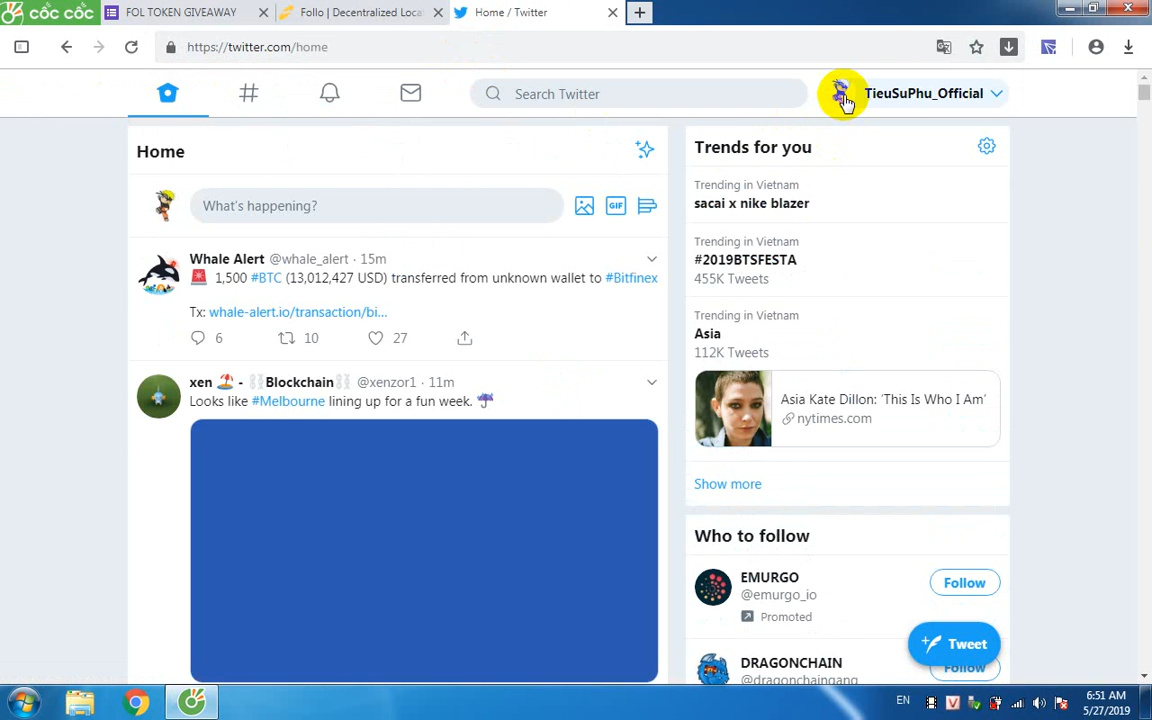 cốc cốc
FOL TOKEN GIVEAWAY
Follo | Decentralized Loca
Home / Twitter
https://twitter.com/home
Search Twitter
TieuSuPhu_Official
Home
What's happening?
GIF
Whale Alert @whale_alert · 15m
1,500 #BTC (13,012,427 USD) transferred from unknown wallet to #Bitfinex
Tx: whale-alert.io/transaction/bi...
6 10 27
xen - Blockchain @xenzor1 · 11m
Looks like #Melbourne lining up for a fun week.
Trends for you
Trending in Vietnam
sacai x nike blazer
Trending in Vietnam
#2019BTSFESTA
455K Tweets
Trending in Vietnam
Asia
112K Tweets
Asia Kate Dillon: 'This Is Who I Am'
nytimes.com
Show more
Who to follow
EMURGO
@emurgo_io
Follow
Promoted
Tweet
DRAGONCHAIN
@dragonchaingang
Follow
EN
V
6:51 AM
5/27/2019